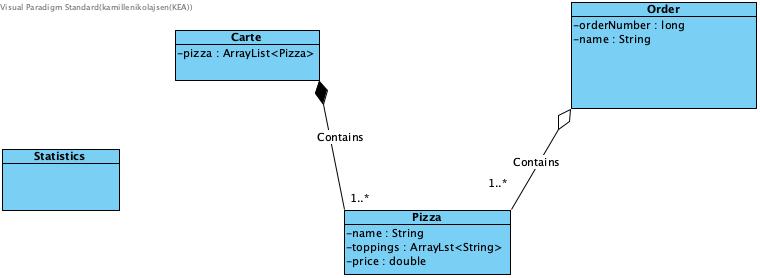 Visual Paradigm Standard(kamillenikolajsen(KEA))
Carte
-pizza : ArrayList<Pizza>
Order
-orderNumber : long
-name : String
Contains
Contains
Statistics
1..*
1..*
Pizza
-name : String
-toppings : ArrayLst<String>
-price : double